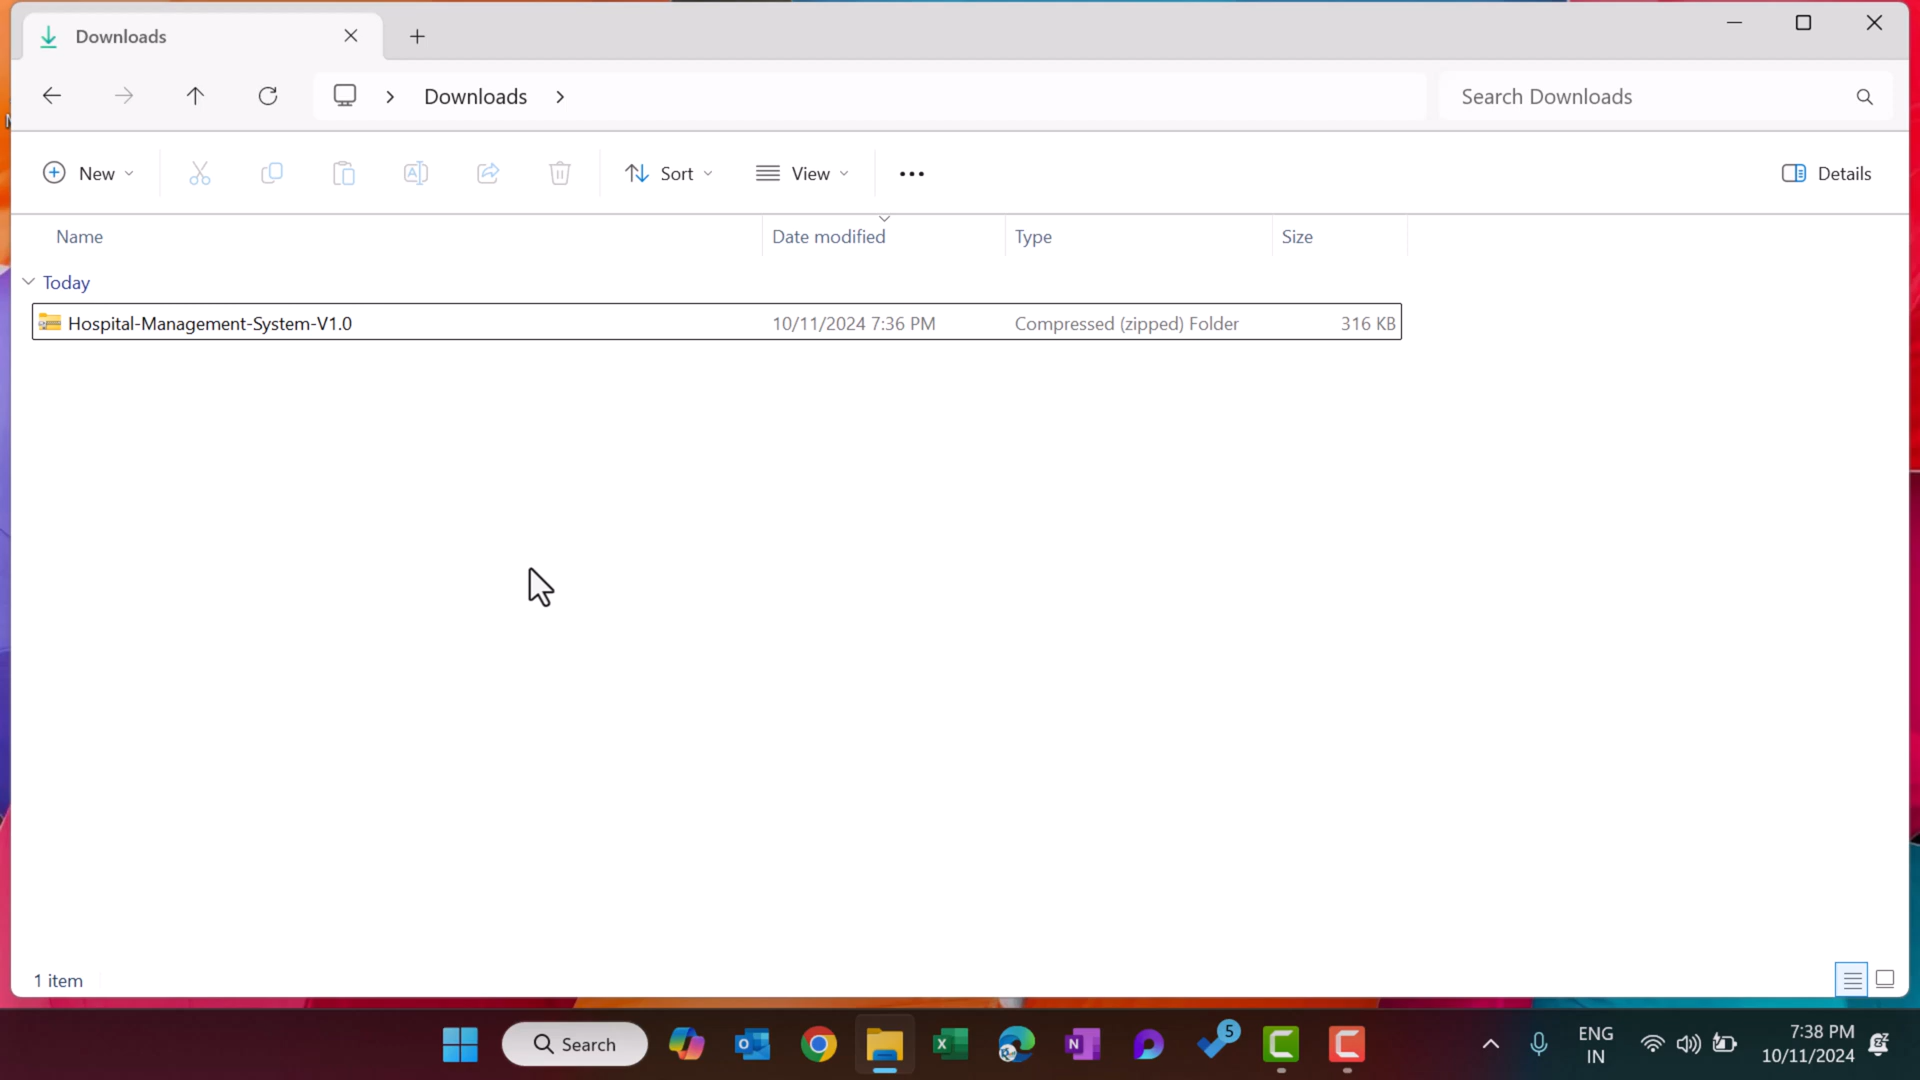 Downloads
Downloads
Search Downloads
New
Sort
View
Details
Name
Date modified
Type
Size
Today
Hospital-Management-System-V1.0
10/11/2024 7:36 PM
Compressed (zipped) Folder
316 KB
1 item
Search
5
ENG
IN
7:38 PM
10/11/2024